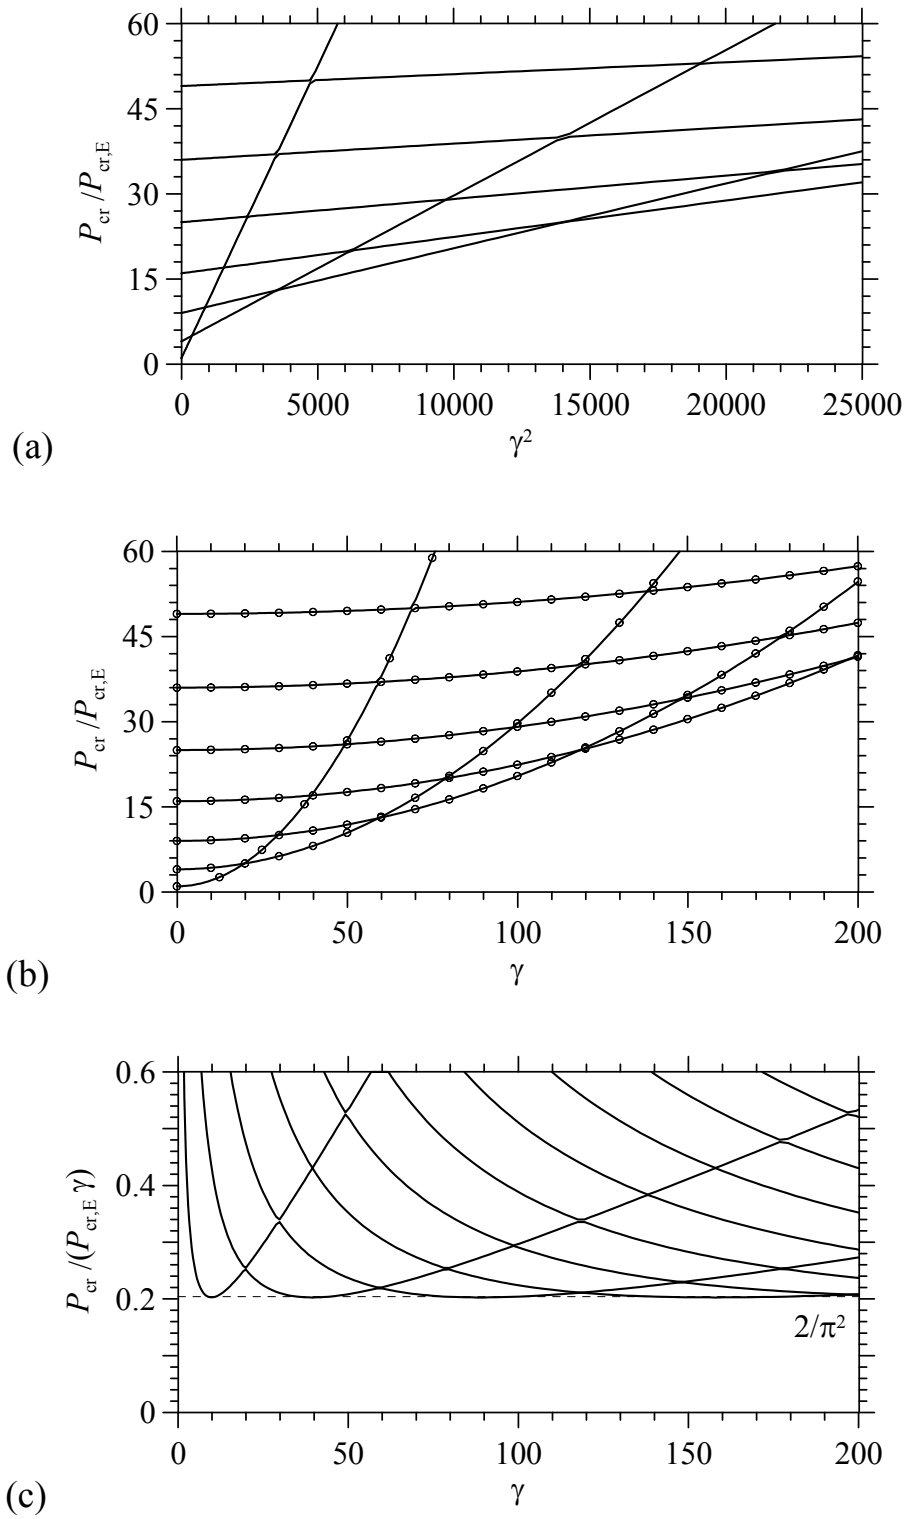 60
45
30
15
0
P_cr /P_cr,E
0 5000 10000 15000 20000 25000
γ²
(a)
60
45
30
15
0
P_cr /P_cr,E
0 50 100 150 200
γ
(b)
0.6
0.4
0.2
0
P_cr /(P_cr,E γ)
2/π²
0 50 100 150 200
γ
(c)